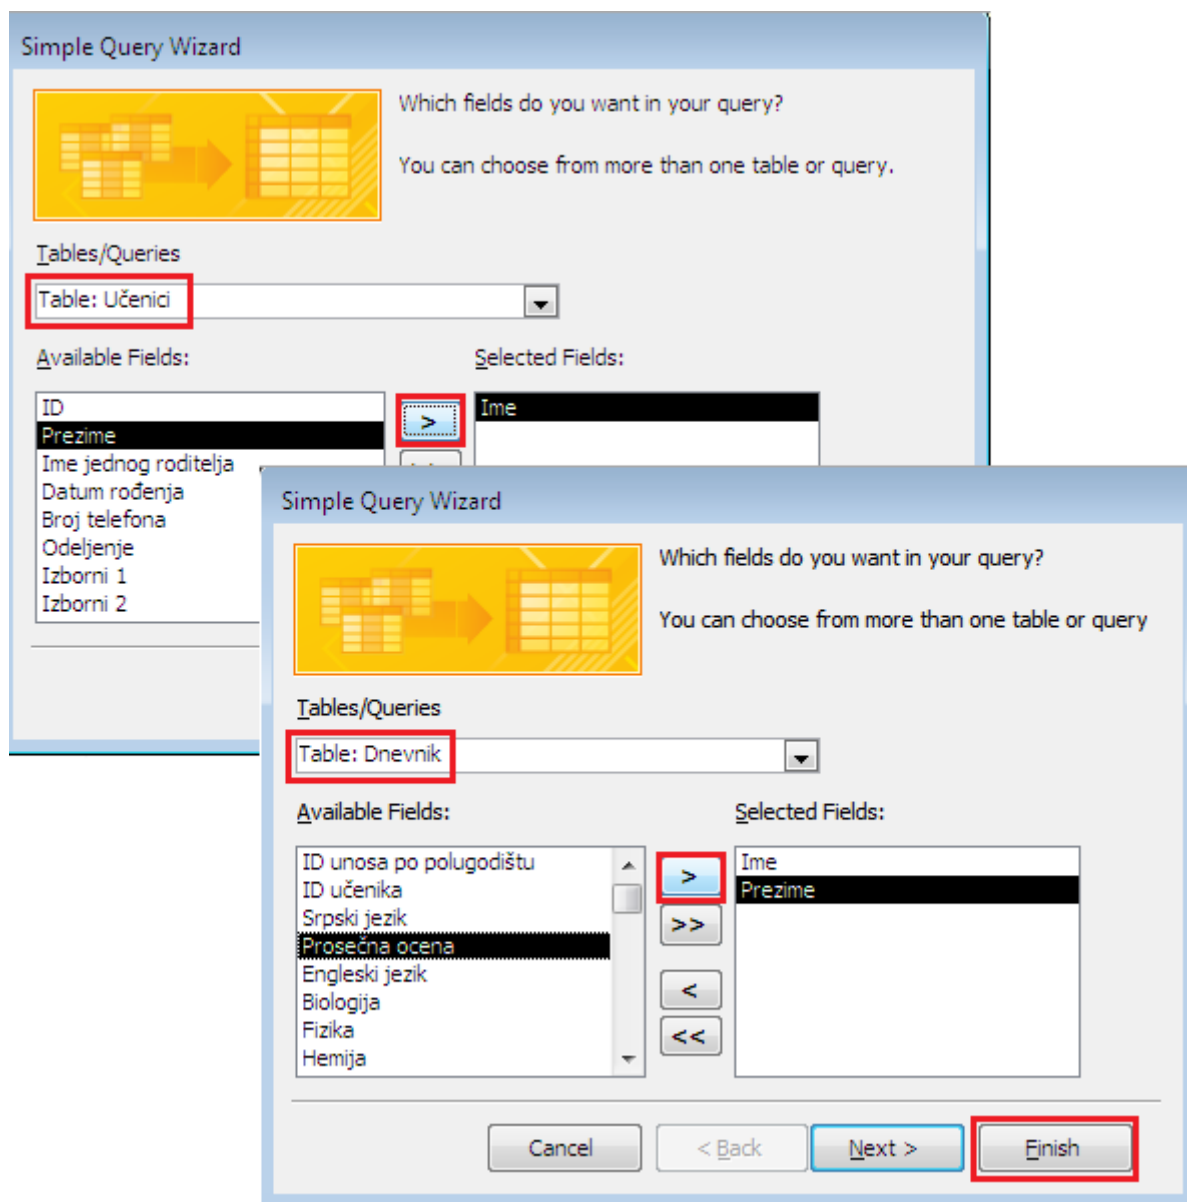 Simple Query Wizard
Which fields do you want in your query?
You can choose from more than one table or query.
Tables/Queries
Table: Učenici
Available Fields:
Selected Fields:
ID
Prezime
Ime jednog roditelja
Datum rođenja
Broj telefona
Odeljenje
Izborni 1
Izborni 2
>
Ime
Simple Query Wizard
Which fields do you want in your query?
You can choose from more than one table or query
Tables/Queries
Table: Dnevnik
Available Fields:
Selected Fields:
ID unosa po polugodištu
ID učenika
Srpski jezik
Prosečna ocena
Engleski jezik
Biologija
Fizika
Hemija
>
>>
<
<<
Ime
Prezime
Cancel
< Back
Next >
Finish